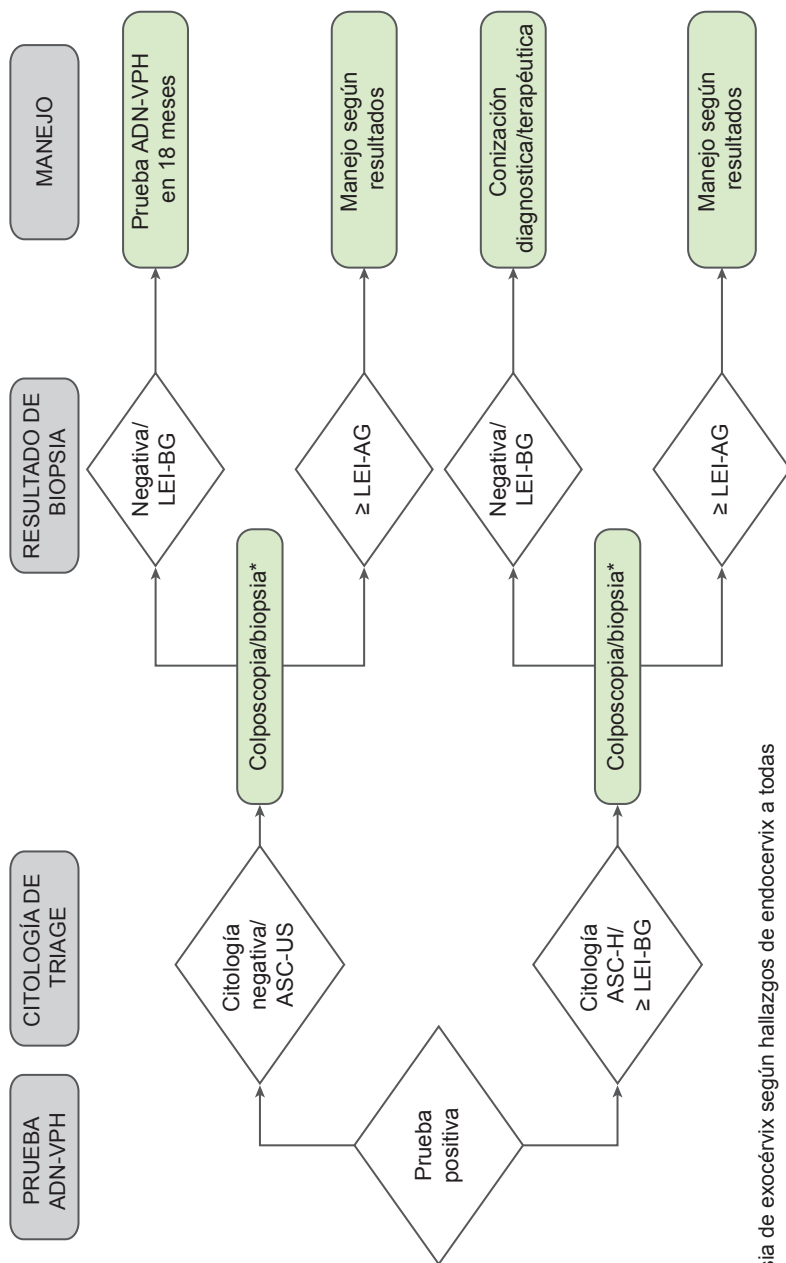 PRUEBA
ADN-VPH
CITOLOGÍA DE
TRIAGE
RESULTADO DE
BIOPSIA
MANEJO
Prueba
positiva
Citología
negativa/
ASC-US
Colposcopia/biopsia*
Negativa/
LEI-BG
Prueba ADN-VPH
en 18 meses
≥ LEI-AG
Manejo según
resultados
Citología
ASC-H/
≥ LEI-BG
Colposcopia/biopsia*
Negativa/
LEI-BG
Conización
diagnostica/terapéutica
≥ LEI-AG
Manejo según
resultados
de exocérvix según hallazgos de endocervix a todas